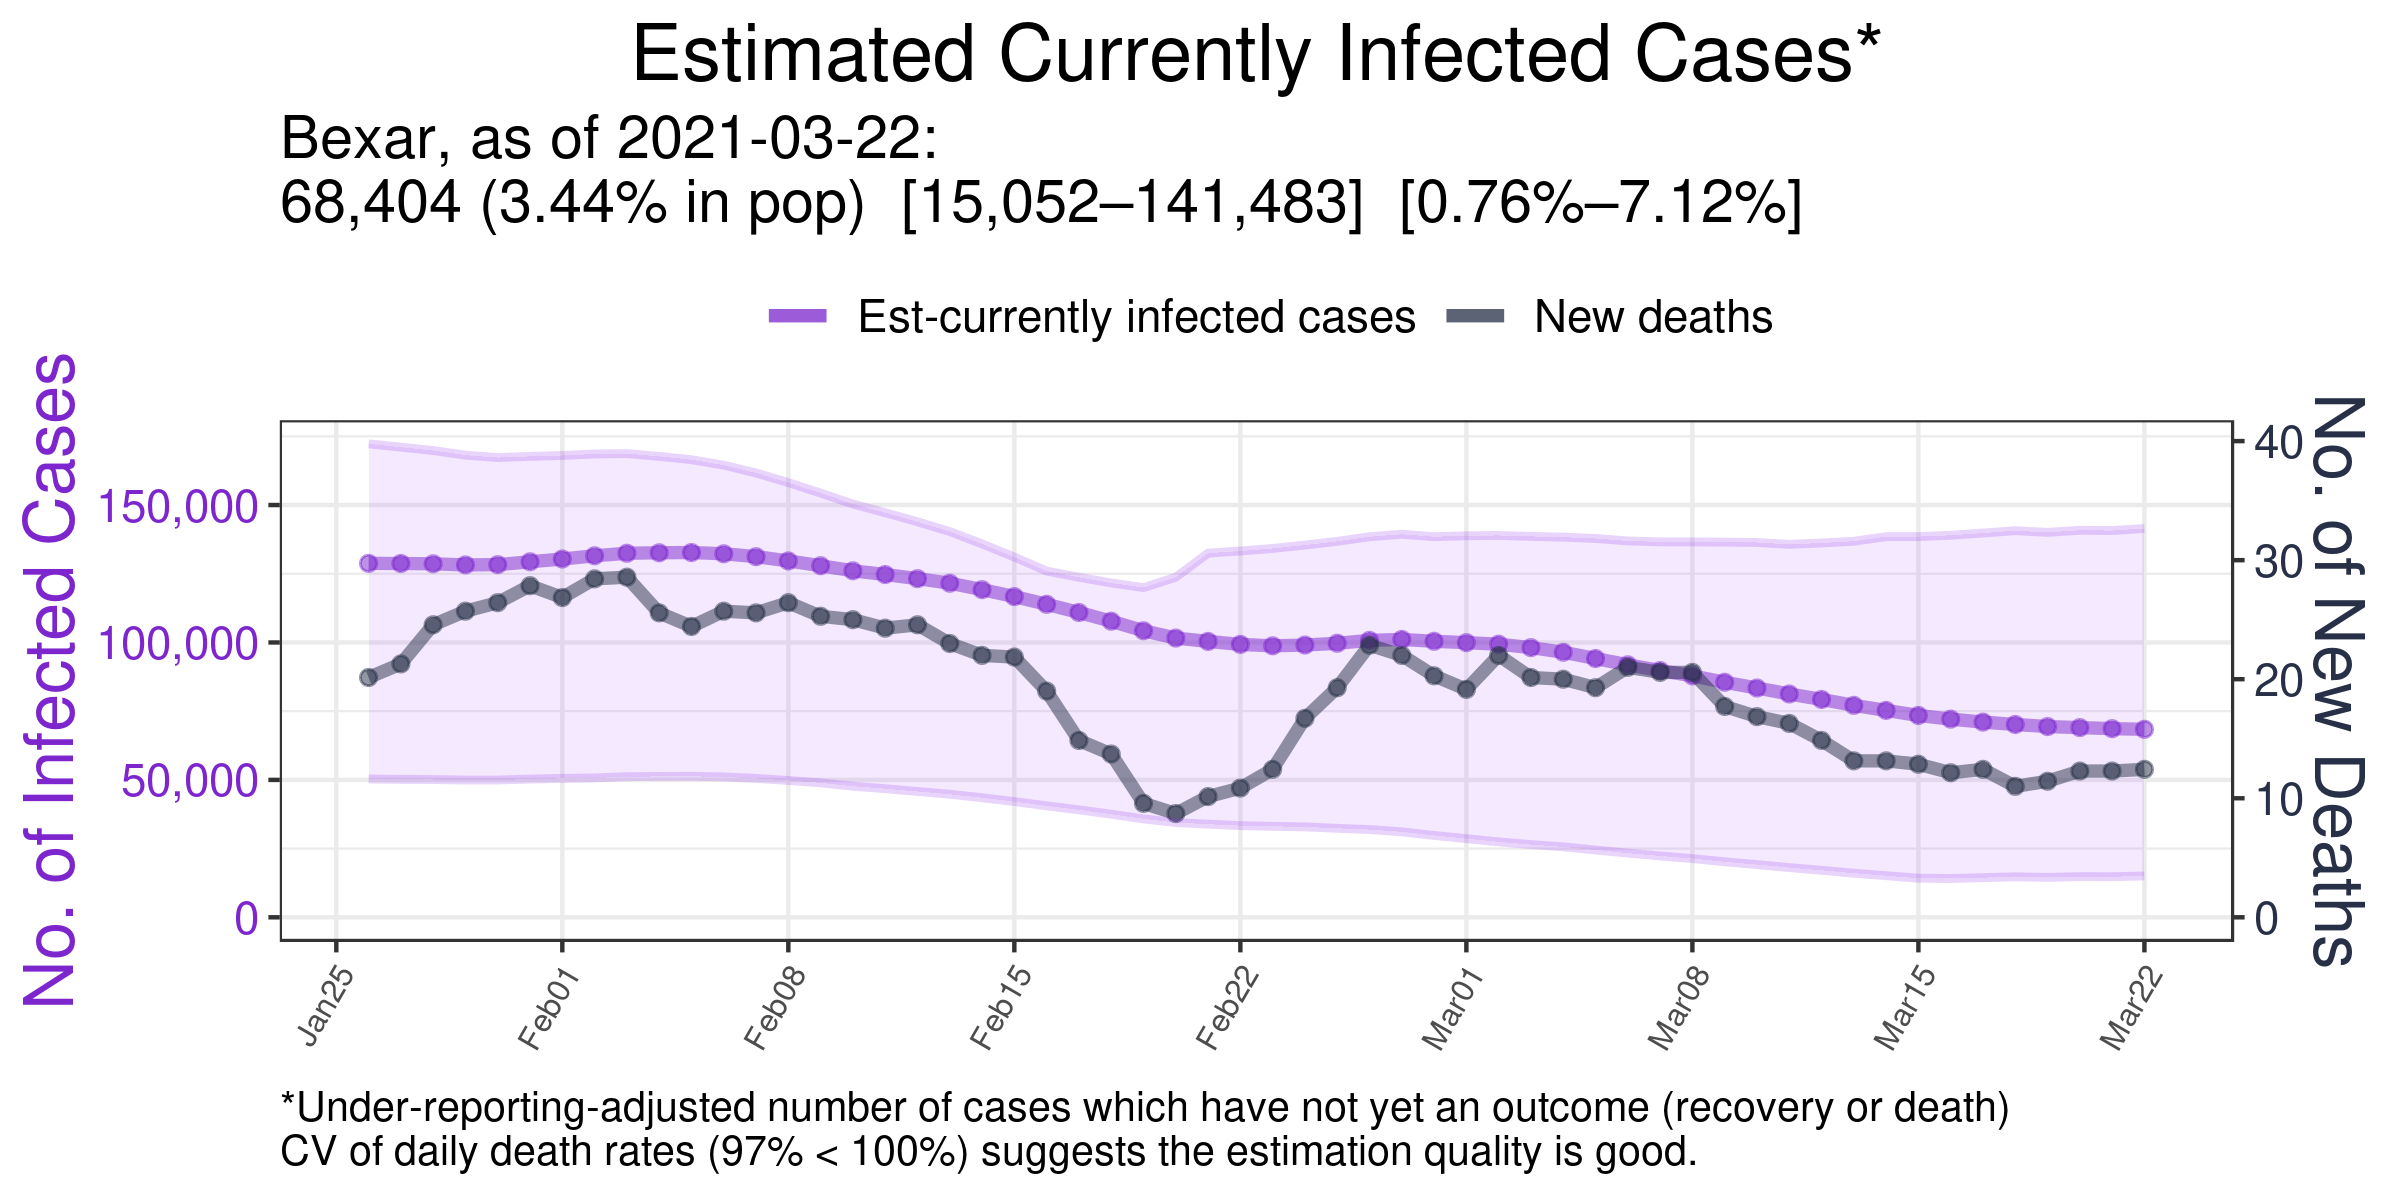 Estimated Currently Infected Cases*
Bexar, as of 2021-03-22:
68,404 (3.44% in pop)  [15,052–141,483]  [0.76%–7.12%]
Est-currently infected cases
New deaths
No. of Infected Cases
150,000
100,000
50,000
0
40
30
20
10
0
No. of New Deaths
Jan25
Feb01
Feb08
Feb15
Feb22
Mar01
Mar08
Mar15
Mar22
*Under-reporting-adjusted number of cases which have not yet an outcome (recovery or death)
CV of daily death rates (97% < 100%) suggests the estimation quality is good.